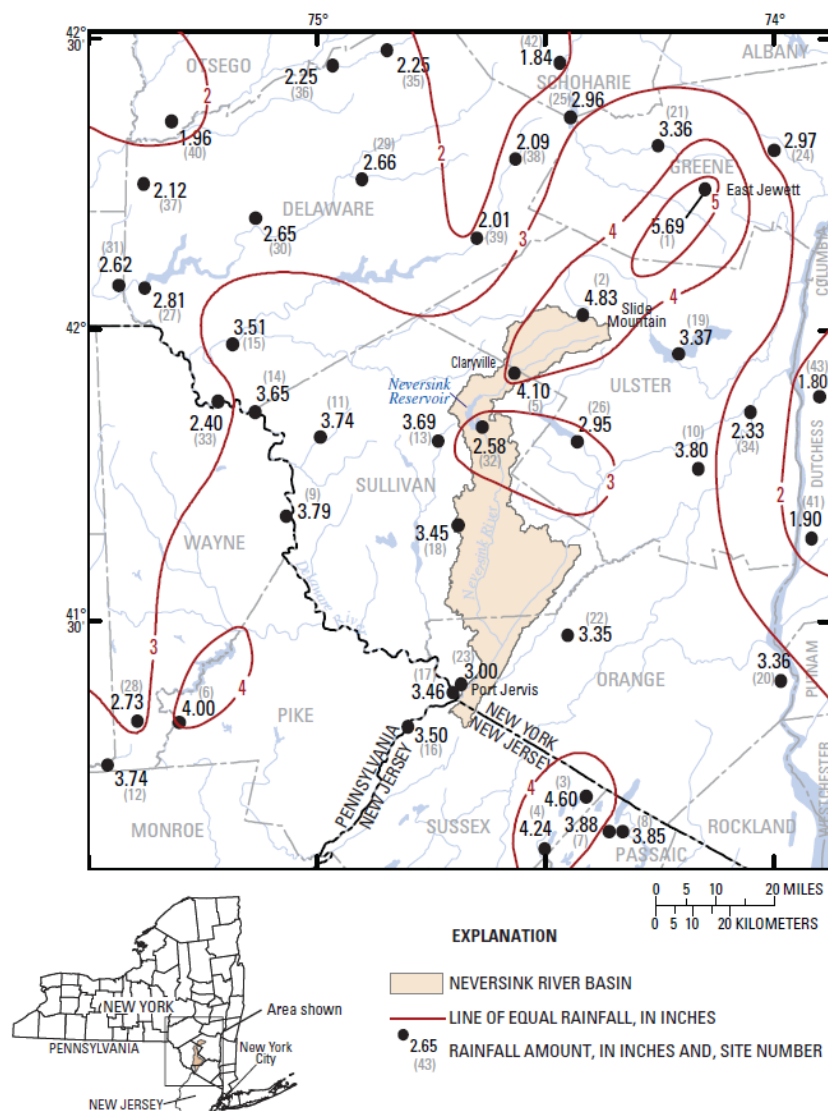 75°
74°
42°
30'
(42)
1.84
OTSEGO
ALBANY
2.25
(36)
2.25
(35)
SCHOHARIE
2
2.96
(25)
(21)
3.36
1.96
(40)
2
2.09
(38)
(29)
2.66
2.97
(24)
GREENE
East Jewett
2.12
(37)
5
DELAWARE
2.65
(30)
2.01
(39)
3
4
5.69
(1)
COLUMBIA
(31)
2.62
2.81
(27)
(2)
4.83
Slide
Mountain
4
42°
3.51
(15)
(19)
3.37
Claryville
(14)
3.65
Neversink
Reservoir
4.10
(5)
ULSTER
(43)
1.80
2.40
(33)
(11)
3.74
3.69
(13)
2.58
(32)
(26)
2.95
2.33
(34)
(10)
3.80
DUTCHESS
SULLIVAN
3
2
(9)
3.79
(41)
1.90
WAYNE
3.45
(18)
Neversink River
Delaware River
41°
30'
(22)
3.35
3
4
(17)
(23)
3.00
3.46
Port Jervis
ORANGE
3.36
(20)
PUTNAM
(28)
2.73
(6)
4.00
PIKE
3.50
(16)
NEW YORK
NEW JERSEY
PENNSYLVANIA
NEW JERSEY
3.74
(12)
4
(3)
4.60
WESTCHESTER
MONROE
SUSSEX
(4)
4.24
3.88
(7)
(8)
3.85
ROCKLAND
PASSAIC
0 5 10 20 MILES
0 5 10 20 KILOMETERS
EXPLANATION
NEVERSINK RIVER BASIN
LINE OF EQUAL RAINFALL, IN INCHES
2.65
(43)
RAINFALL AMOUNT, IN INCHES AND, SITE NUMBER
NEW YORK
Area shown
PENNSYLVANIA
New York
City
NEW JERSEY